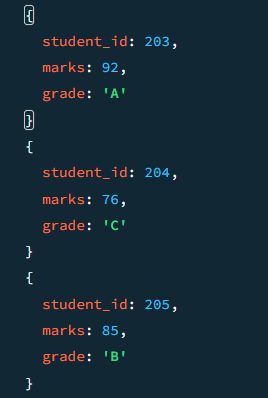 {
student_id: 203,
marks: 92,
grade: 'A'
}
{
student_id: 204,
marks: 76,
grade: 'C'
}
{
student_id: 205,
marks: 85,
grade: 'B'
}